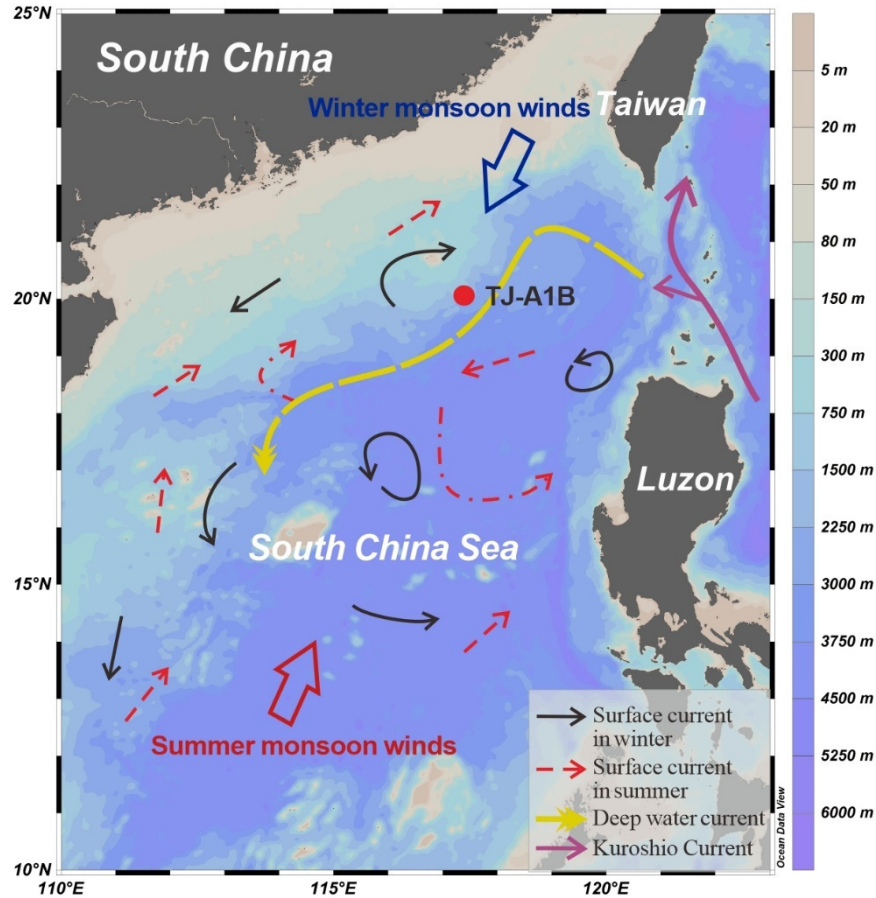 25°N
South China
5 m
Taiwan
Winter monsoon winds
20 m
50 m
80 m
20°N
TJ-A1B
150 m
300 m
750 m
1500 m
Luzon
2250 m
South China Sea
15°N
3000 m
3750 m
4500 m
Surface current
in winter
Summer monsoon winds
5250 m
Surface current
in summer
6000 m
Deep water current
Kuroshio Current
Ocean Data View
10°N
110°E
115°E
120°E